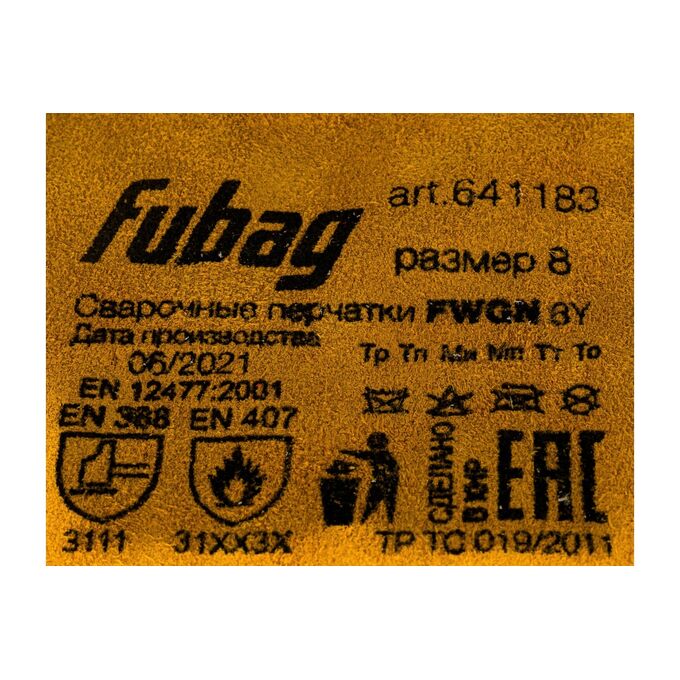 fubag
art.641183
размер 8
Сварочные перчатки FWGN 8Y
Дата производства
06/2021
Тр Тп Ми Мп Тт То
EN 12477:2001
EN 388 EN 407
3111 31XX3X
СДЕЛАНО
В КНР
ЕАС
ТР ТС 019/2011